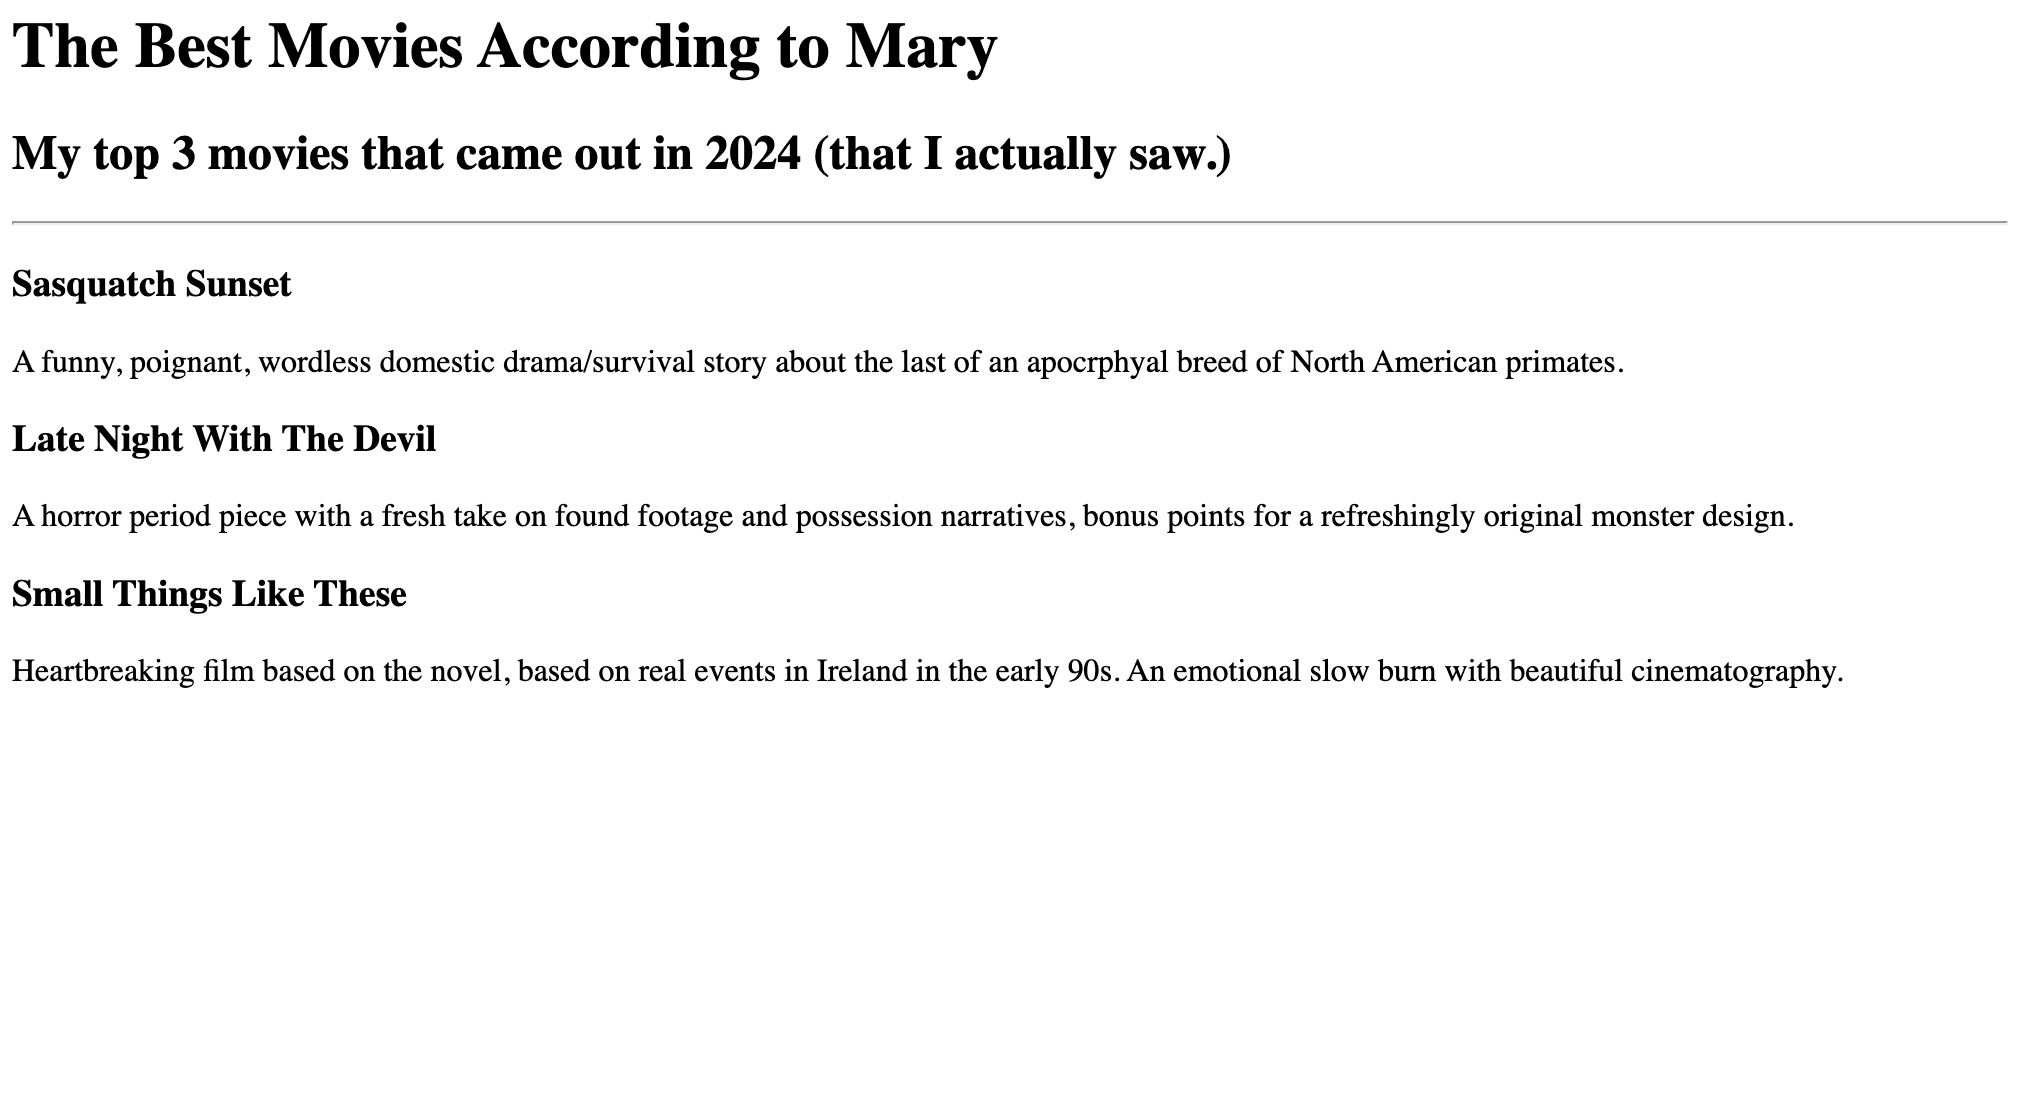 The Best Movies According to Mary
My top 3 movies that came out in 2024 (that I actually saw.)
Sasquatch Sunset
A funny, poignant, wordless domestic drama/survival story about the last of an apocrphyal breed of North American primates.
Late Night With The Devil
A horror period piece with a fresh take on found footage and possession narratives, bonus points for a refreshingly original monster design.
Small Things Like These
Heartbreaking film based on the novel, based on real events in Ireland in the early 90s. An emotional slow burn with beautiful cinematography.